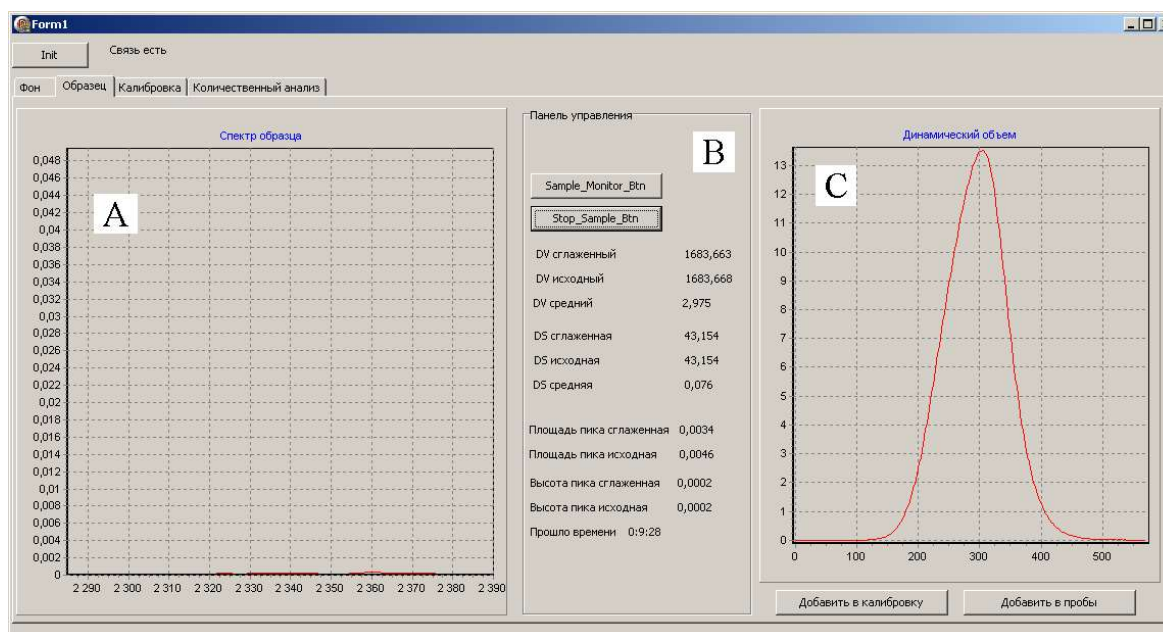 Form1
Init
Связь есть
Фон Образец Калибровка Количественный анализ
Спектр образца
0,048
0,046
0,044
0,042
0,04
0,038
0,036
0,034
0,032
0,03
0,028
0,026
0,024
0,022
0,02
0,018
0,016
0,014
0,012
0,01
0,008
0,006
0,004
0,002
0
2 290 2 300 2 310 2 320 2 330 2 340 2 350 2 360 2 370 2 380 2 390
A
Панель управления
B
Sample_Monitor_Btn
Stop_Sample_Btn
DV сглаженный 1683,663
DV исходный 1683,668
DV средний 2,975
DS сглаженная 43,154
DS исходная 43,154
DS средняя 0,076
Площадь пика сглаженная 0,0034
Площадь пика исходная 0,0046
Высота пика сглаженная 0,0002
Высота пика исходная 0,0002
Прошло времени 0:9:28
Динамический объем
C
13
12
11
10
9
8
7
6
5
4
3
2
1
0
0 100 200 300 400 500
Добавить в калибровку Добавить в пробы